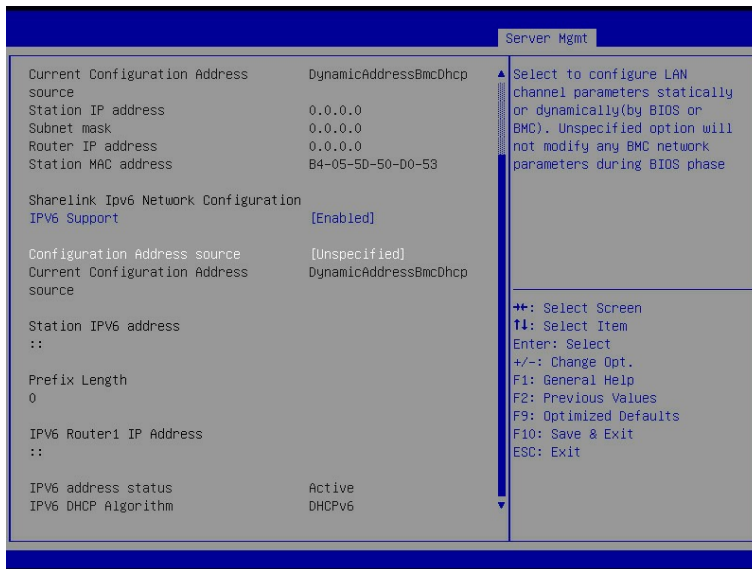 Server Mgmt
Current Configuration Address source DynamicAddressBmcDhcp
Station IP address 0.0.0.0
Subnet mask 0.0.0.0
Router IP address 0.0.0.0
Station MAC address B4-05-5D-50-D0-53
Sharelink Ipv6 Network Configuration
IPV6 Support [Enabled]
Configuration Address source [Unspecified]
Current Configuration Address source DynamicAddressBmcDhcp
Station IPV6 address
::
Prefix Length
0
IPV6 Router1 IP Address
::
IPV6 address status Active
IPV6 DHCP Algorithm DHCPv6
Select to configure LAN
channel parameters statically
or dynamically(by BIOS or
BMC). Unspecified option will
not modify any BMC network
parameters during BIOS phase
→←: Select Screen
↑↓: Select Item
Enter: Select
+/-: Change Opt.
F1: General Help
F2: Previous Values
F9: Optimized Defaults
F10: Save & Exit
ESC: Exit